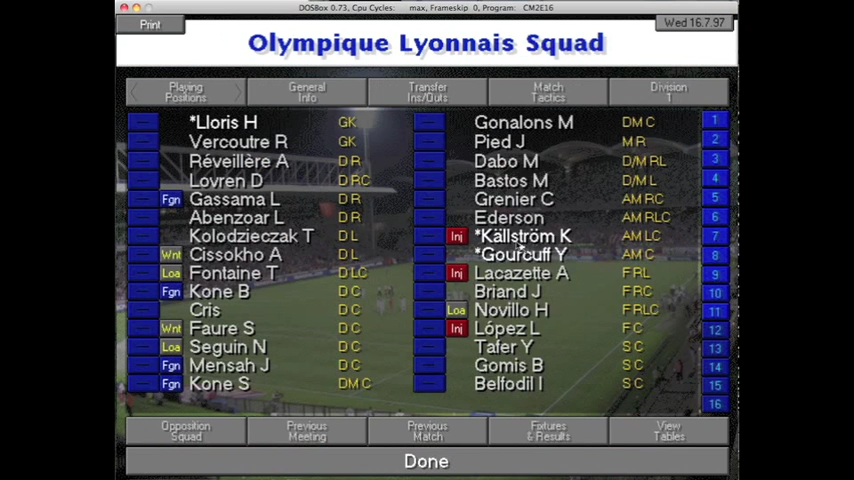 DOSBox 0.73, Cpu Cycles: max, Frameskip 0, Program: CM2E16
Print
Wed 16.7.97
Olympique Lyonnais Squad
Playing Positions
General Info
Transfer Ins/Outs
Match Tactics
Division 1
*Lloris H GK
Vercoutre R GK
Réveillère A D R
Lovren D D RC
Fgn Gassama L D R
Abenzoar L D R
Kolodzieczak T D L
Wnt Cissokho A D L
Loa Fontaine T D LC
Fgn Kone B D C
Cris D C
Wnt Faure S D C
Loa Seguin N D C
Fgn Mensah J D C
Fgn Kone S DM C
Gonalons M DM C
Pied J M R
Dabo M D/M RL
Bastos M D/M L
Grenier C AM RC
Ederson AM RLC
Inj *Källström K AM LC
*Gourcuff Y AM C
Inj Lacazette A F RL
Briand J F RC
Loa Novillo H F RLC
Inj López L F C
Tafer Y S C
Gomis B S C
Belfodil I S C
1
2
3
4
5
6
7
8
9
10
11
12
13
14
15
16
Opposition Squad
Previous Meeting
Previous Match
Fixtures & Results
View Tables
Done